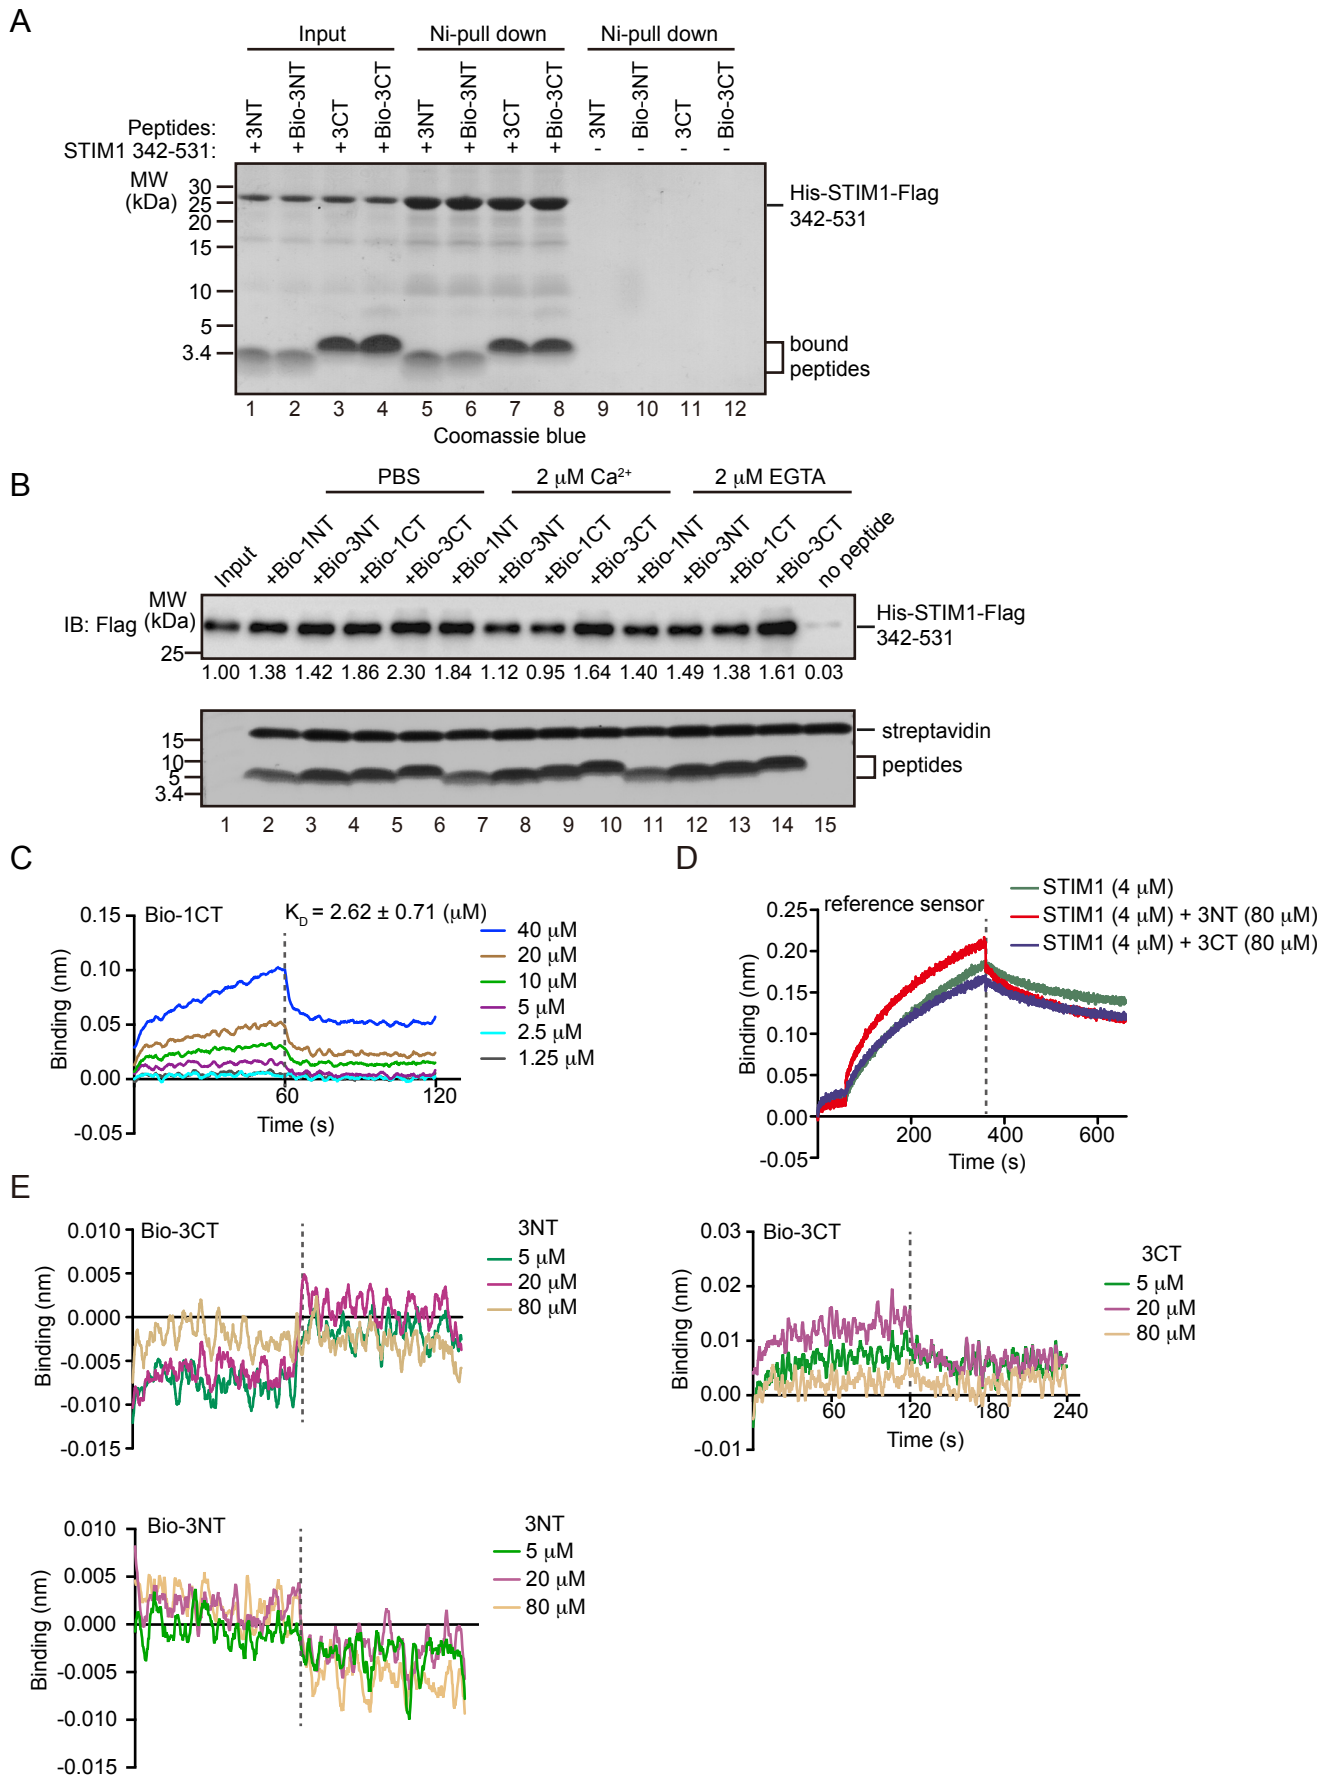 A
Input Ni-pull down Ni-pull down
Peptides: 3NT Bio-3NT 3CT Bio-3CT 3NT Bio-3NT 3CT Bio-3CT 3NT Bio-3NT 3CT Bio-3CT
STIM1 342-531: + + + + + + + + - - - -
MW
(kDa)
30
25
20
15
10
5
3.4
His-STIM1-Flag
342-531
bound
peptides
1 2 3 4 5 6 7 8 9 10 11 12
Coomassie blue
B
PBS 2 μM Ca²⁺ 2 μM EGTA
Input +Bio-1NT +Bio-3NT +Bio-1CT +Bio-3CT +Bio-1NT +Bio-3NT +Bio-1CT +Bio-3CT +Bio-1NT +Bio-3NT +Bio-1CT +Bio-3CT no peptide
MW
IB: Flag (kDa)
25
His-STIM1-Flag
342-531
1.00 1.38 1.42 1.86 2.30 1.84 1.12 0.95 1.64 1.40 1.49 1.38 1.61 0.03
streptavidin
15
10
5
3.4
peptides
1 2 3 4 5 6 7 8 9 10 11 12 13 14 15
C
Bio-1CT
K_D = 2.62 ± 0.71 (μM)
0.15
0.10
0.05
0.00
-0.05
Binding (nm)
60 120
Time (s)
40 μM
20 μM
10 μM
5 μM
2.5 μM
1.25 μM
D
reference sensor
STIM1 (4 μM)
STIM1 (4 μM) + 3NT (80 μM)
STIM1 (4 μM) + 3CT (80 μM)
0.25
0.20
0.15
0.10
0.05
0.00
-0.05
Binding (nm)
200 400 600
Time (s)
E
Bio-3CT
0.010
0.005
0.000
-0.005
-0.010
-0.015
Binding (nm)
3NT
5 μM
20 μM
80 μM
Bio-3CT
0.03
0.02
0.01
0.00
-0.01
Binding (nm)
60 120 180 240
Time (s)
3CT
5 μM
20 μM
80 μM
Bio-3NT
0.010
0.005
0.000
-0.005
-0.010
-0.015
Binding (nm)
3NT
5 μM
20 μM
80 μM